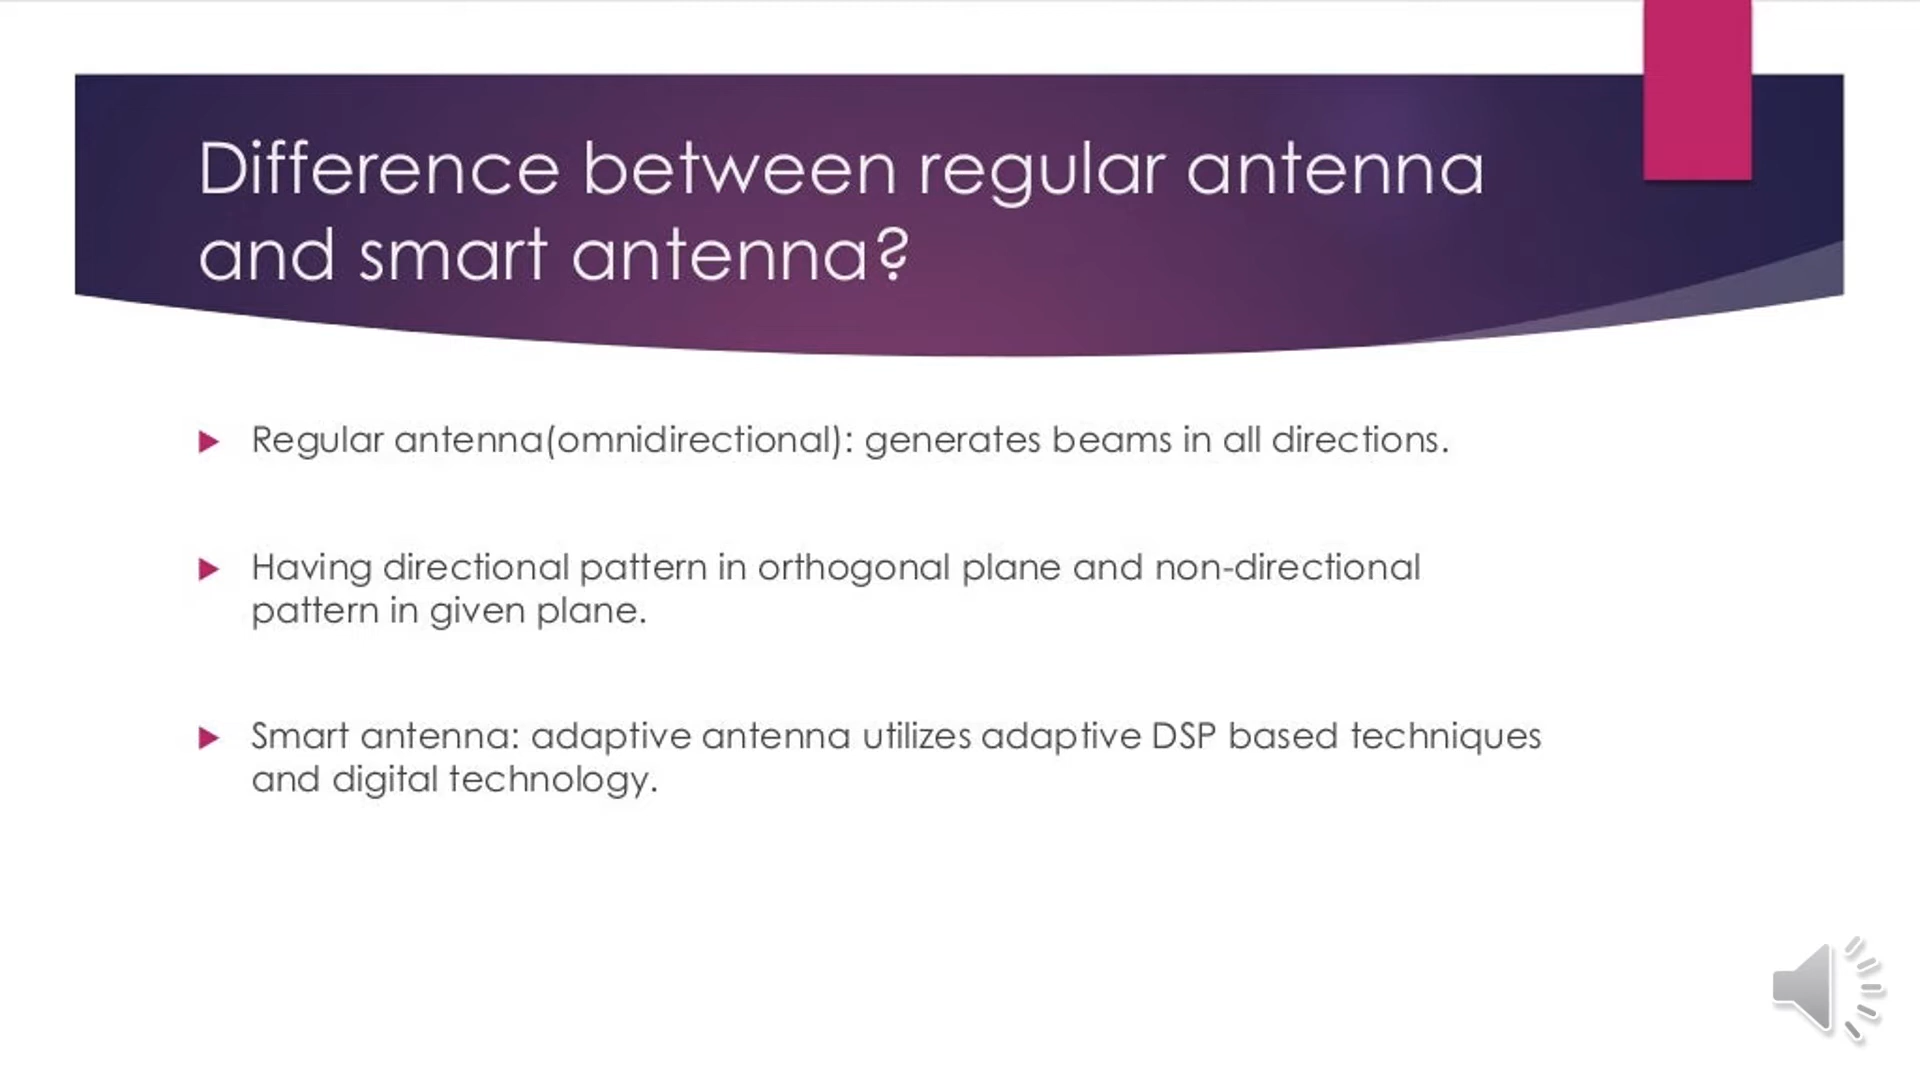 Difference between regular antenna
and smart antenna?
Regular antenna(omnidirectional): generates beams in all directions.
Having directional pattern in orthogonal plane and non-directional
pattern in given plane.
Smart antenna: adaptive antenna utilizes adaptive DSP based techniques
and digital technology.